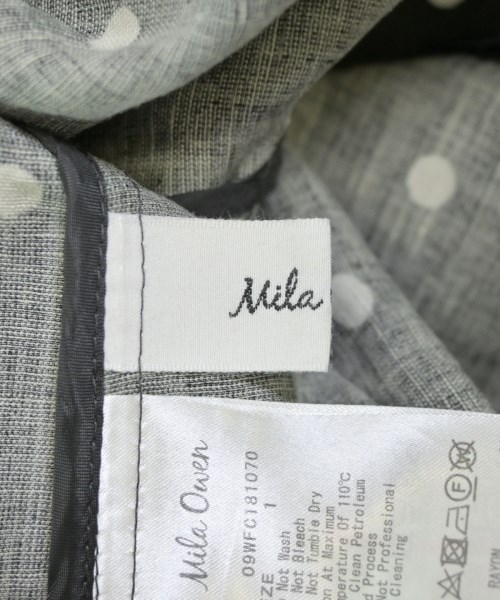 Mila
Mila Owen
09WFC181070
ZE 1
Not Wash
Not Bleach
Not Tumble Dry
on At Maximum
perature Of 110℃
Clean Petroleum
d Process
Not Professional
Cleaning
RAYON